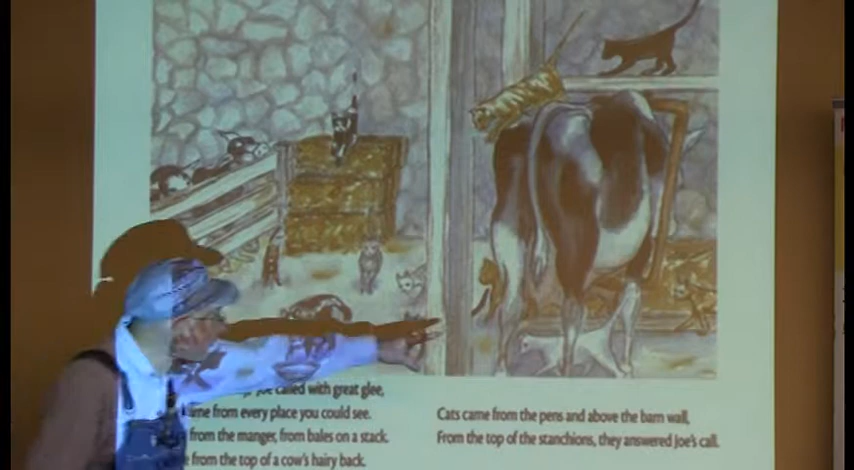 called with great glee,
me from every place you could see.
from the manger, from bales on a stack.
from the top of a cow's hairy back.
Cats came from the pens and above the barn wall,
From the top of the stanchions, they answered Joe's call.